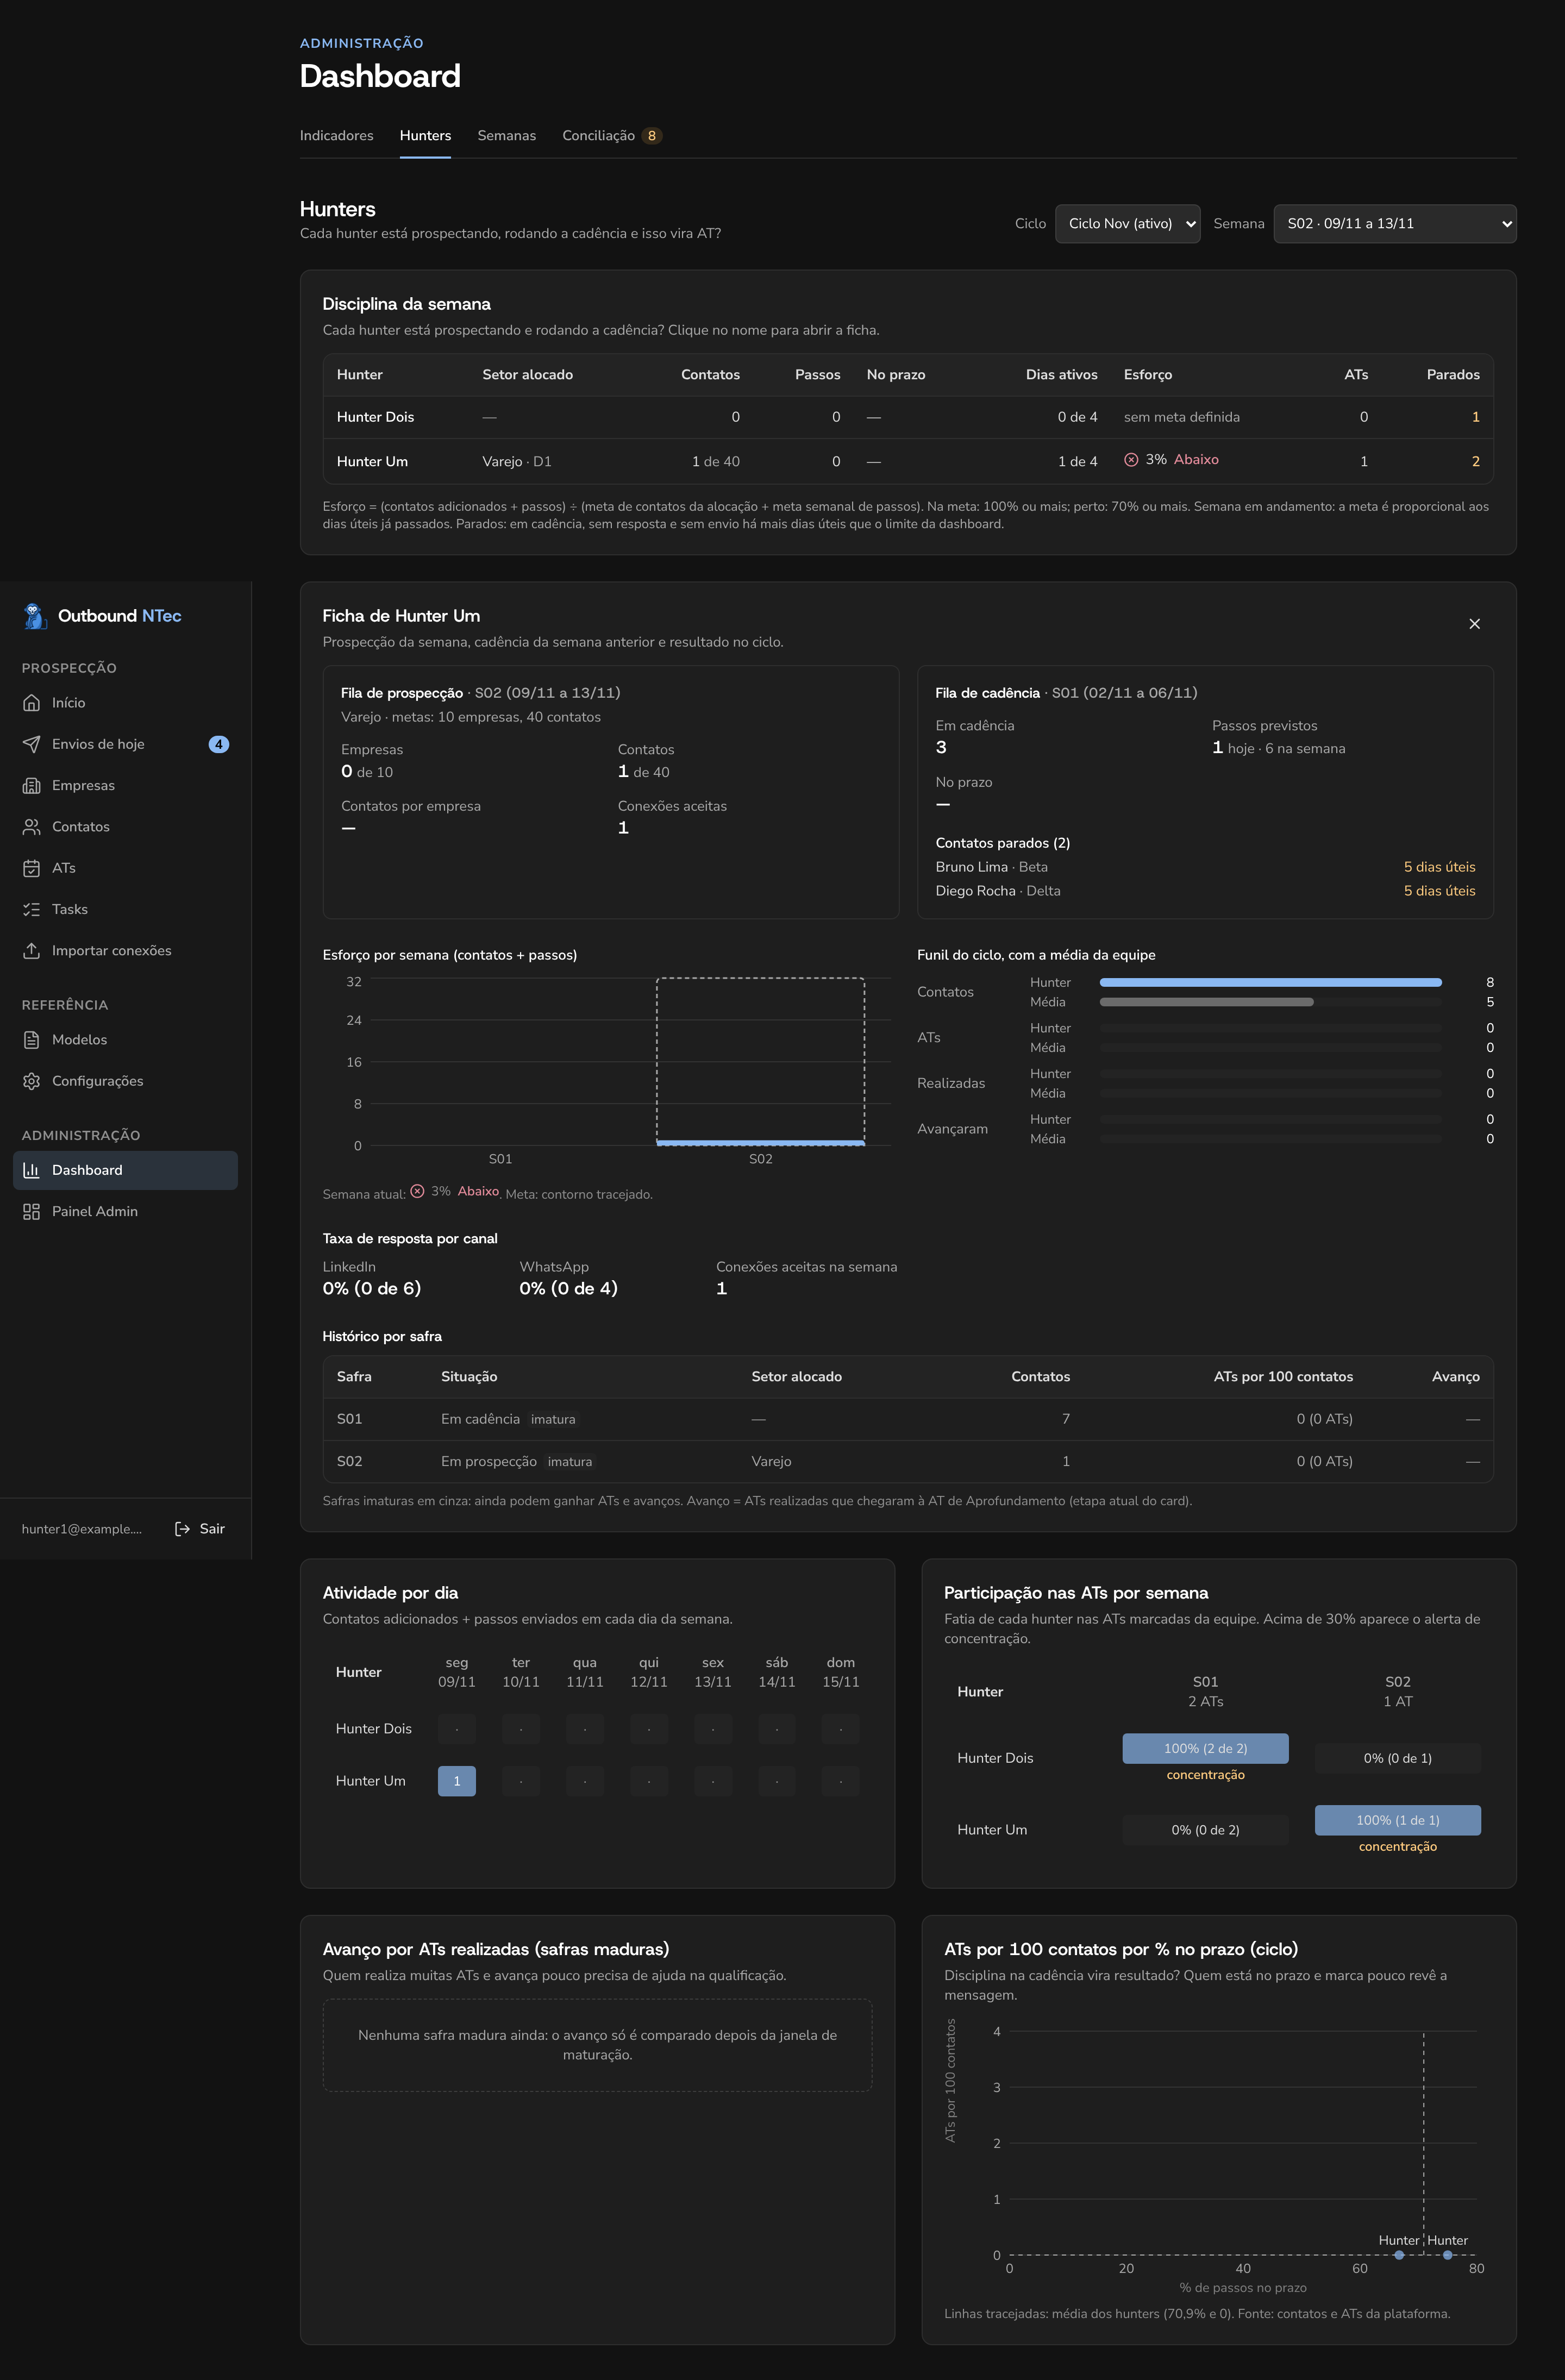 ADMINISTRAÇÃO
Dashboard
Indicadores Hunters Semanas Conciliação 8
Hunters
Cada hunter está prospectando, rodando a cadência e isso vira AT?
Ciclo Ciclo Nov (ativo) Semana S02 · 09/11 a 13/11
Disciplina da semana
Cada hunter está prospectando e rodando a cadência? Clique no nome para abrir a ficha.
Hunter Setor alocado Contatos Passos No prazo Dias ativos Esforço ATs Parados
Hunter Dois — 0 0 — 0 de 4 sem meta definida 0 1
Hunter Um Varejo · D1 1 de 40 0 — 1 de 4 3% Abaixo 1 2
Esforço = (contatos adicionados + passos) ÷ (meta de contatos da alocação + meta semanal de passos). Na meta: 100% ou mais; perto: 70% ou mais. Semana em andamento: a meta é proporcional aos
dias úteis já passados. Parados: em cadência, sem resposta e sem envio há mais dias úteis que o limite da dashboard.
Outbound NTec
PROSPECÇÃO
Início
Envios de hoje 4
Empresas
Contatos
ATs
Tasks
Importar conexões
REFERÊNCIA
Modelos
Configurações
ADMINISTRAÇÃO
Dashboard
Painel Admin
hunter1@example.... Sair
Ficha de Hunter Um
Prospecção da semana, cadência da semana anterior e resultado no ciclo.
Fila de prospecção · S02 (09/11 a 13/11)
Varejo · metas: 10 empresas, 40 contatos
Empresas Contatos
0 de 10 1 de 40
Contatos por empresa Conexões aceitas
— 1
Fila de cadência · S01 (02/11 a 06/11)
Em cadência Passos previstos
3 1 hoje · 6 na semana
No prazo
—
Contatos parados (2)
Bruno Lima · Beta 5 dias úteis
Diego Rocha · Delta 5 dias úteis
Esforço por semana (contatos + passos)
32
24
16
8
0
S01 S02
Semana atual: 3% Abaixo. Meta: contorno tracejado.
Funil do ciclo, com a média da equipe
Contatos
Hunter 8
Média 5
ATs
Hunter 0
Média 0
Realizadas
Hunter 0
Média 0
Avançaram
Hunter 0
Média 0
Taxa de resposta por canal
LinkedIn WhatsApp Conexões aceitas na semana
0% (0 de 6) 0% (0 de 4) 1
Histórico por safra
Safra Situação Setor alocado Contatos ATs por 100 contatos Avanço
S01 Em cadência imatura — 7 0 (0 ATs) —
S02 Em prospecção imatura Varejo 1 0 (0 ATs) —
Safras imaturas em cinza: ainda podem ganhar ATs e avanços. Avanço = ATs realizadas que chegaram à AT de Aprofundamento (etapa atual do card).
Atividade por dia
Contatos adicionados + passos enviados em cada dia da semana.
Hunter seg ter qua qui sex sáb dom
09/11 10/11 11/11 12/11 13/11 14/11 15/11
Hunter Dois · · · · · · ·
Hunter Um 1 · · · · · ·
Participação nas ATs por semana
Fatia de cada hunter nas ATs marcadas da equipe. Acima de 30% aparece o alerta de
concentração.
Hunter S01 S02
2 ATs 1 AT
Hunter Dois 100% (2 de 2) 0% (0 de 1)
concentração
Hunter Um 0% (0 de 2) 100% (1 de 1)
concentração
Avanço por ATs realizadas (safras maduras)
Quem realiza muitas ATs e avança pouco precisa de ajuda na qualificação.
Nenhuma safra madura ainda: o avanço só é comparado depois da janela de
maturação.
ATs por 100 contatos por % no prazo (ciclo)
Disciplina na cadência vira resultado? Quem está no prazo e marca pouco revê a
mensagem.
ATs por 100 contatos
4
3
2
1
0
Hunter Hunter
0 20 40 60 80
% de passos no prazo
Linhas tracejadas: média dos hunters (70,9% e 0). Fonte: contatos e ATs da plataforma.